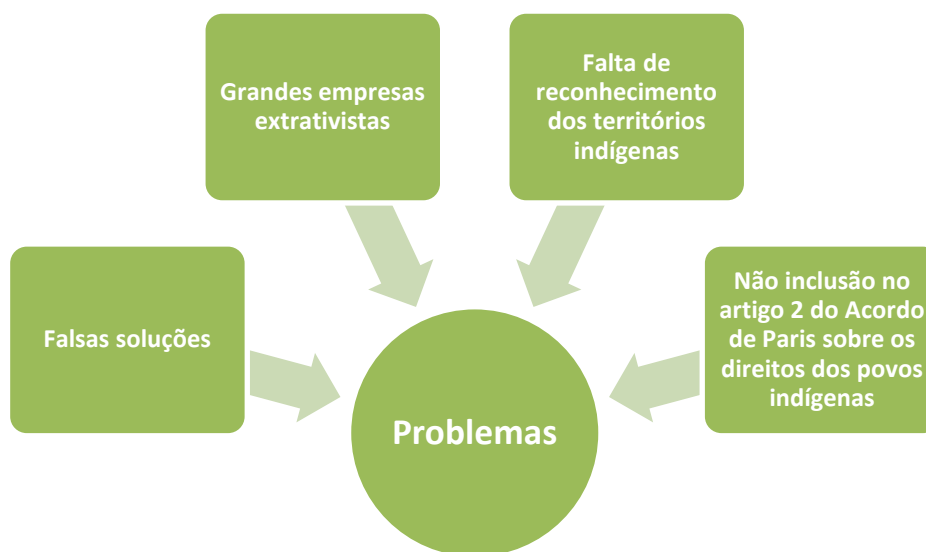 Grandes empresas
extrativistas
Falta de
reconhecimento
dos territórios
indígenas
Falsas soluções
Não inclusão no
artigo 2 do Acordo
de Paris sobre os
direitos dos povos
indígenas
Problemas